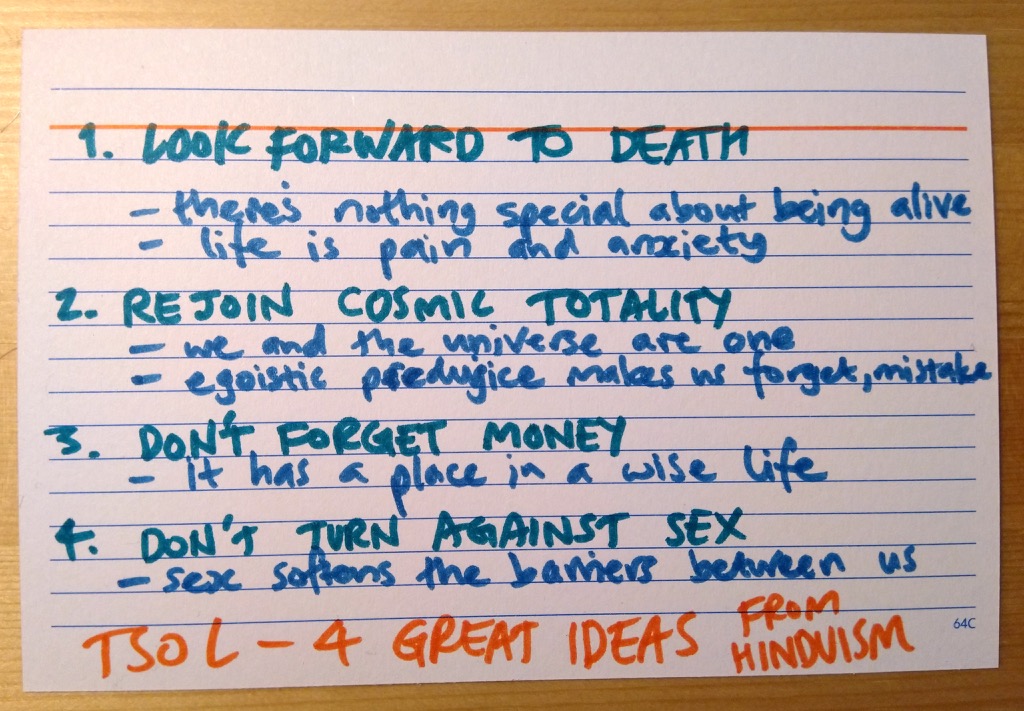 1. LOOK FORWARD TO DEATH
- there's nothing special about being alive
- life is pain and anxiety
2. REJOIN COSMIC TOTALITY
- we and the universe are one
- egoistic predugice makes us forget, mistake
3. DON'T FORGET MONEY
- it has a place in a wise life
4. DON'T TURN AGAINST SEX
- sex softens the barriers between us
TSOL - 4 GREAT IDEAS FROM HINDUISM
64C